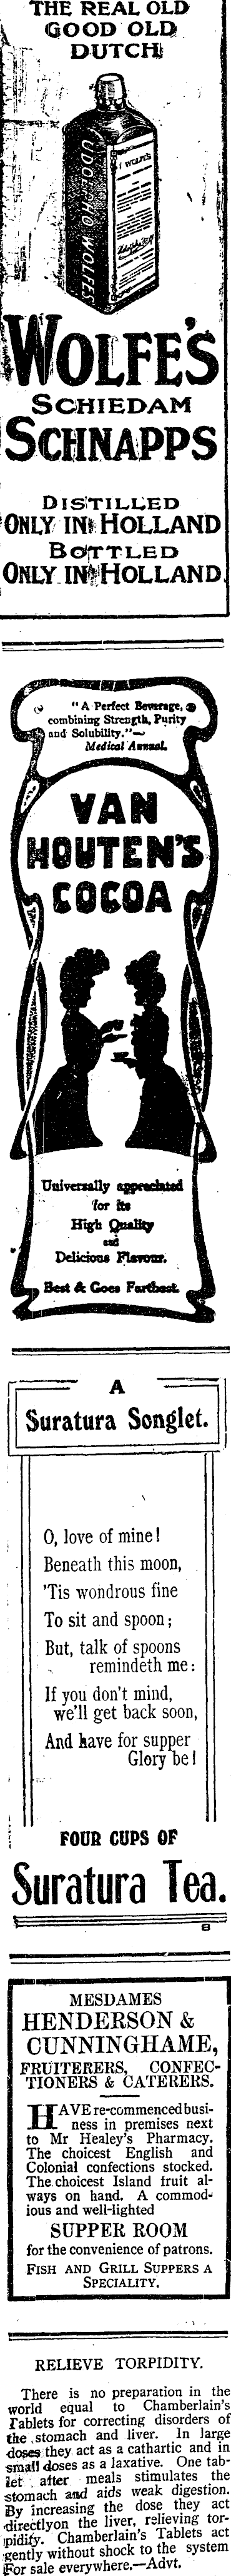 THE REAL OLD
GOOD OLD
DUTCH
UDOLPHO WOLFE'S
WOLFE'S
WOLFE'S
SCHIEDAM
SCHNAPPS
DISTILLED
ONLY IN HOLLAND
BOTTLED
ONLY IN HOLLAND
"A Perfect Beverage,
combining Strength, Purity
and Solubility."—
Medical Annual.
VAN
HOUTEN'S
COCOA
Universally appreciated
for its
High Quality
and
Delicious Flavour.
Best & Goes Farthest.
A
Suratura Songlet.
O, love of mine!
Beneath this moon,
'Tis wondrous fine
To sit and spoon;
But, talk of spoons
remindeth me:
If you don't mind,
we'll get back soon,
And have for supper
Glory be!
FOUR CUPS OF
Suratura Tea.
8
MESDAMES
HENDERSON &
CUNNINGHAME,
FRUITERERS, CONFEC-
TIONERS & CATERERS.
HAVE re-commenced busi-
ness in premises next
to Mr Healey's Pharmacy.
The choicest English and
Colonial confections stocked.
The choicest Island fruit al-
ways on hand. A commod-
ious and well-lighted
SUPPER ROOM
for the convenience of patrons.
FISH AND GRILL SUPPERS A
SPECIALITY.
RELIEVE TORPIDITY.
There is no preparation in the
world equal to Chamberlain's
Tablets for correcting disorders of
the stomach and liver. In large
doses they act as a cathartic and in
small doses as a laxative. One tab-
let after meals stimulates the
stomach and aids weak digestion.
By increasing the dose they act
directlyon the liver, relieving tor-
pidity. Chamberlain's Tablets act
gently without shock to the system
For sale everywhere.—Advt.